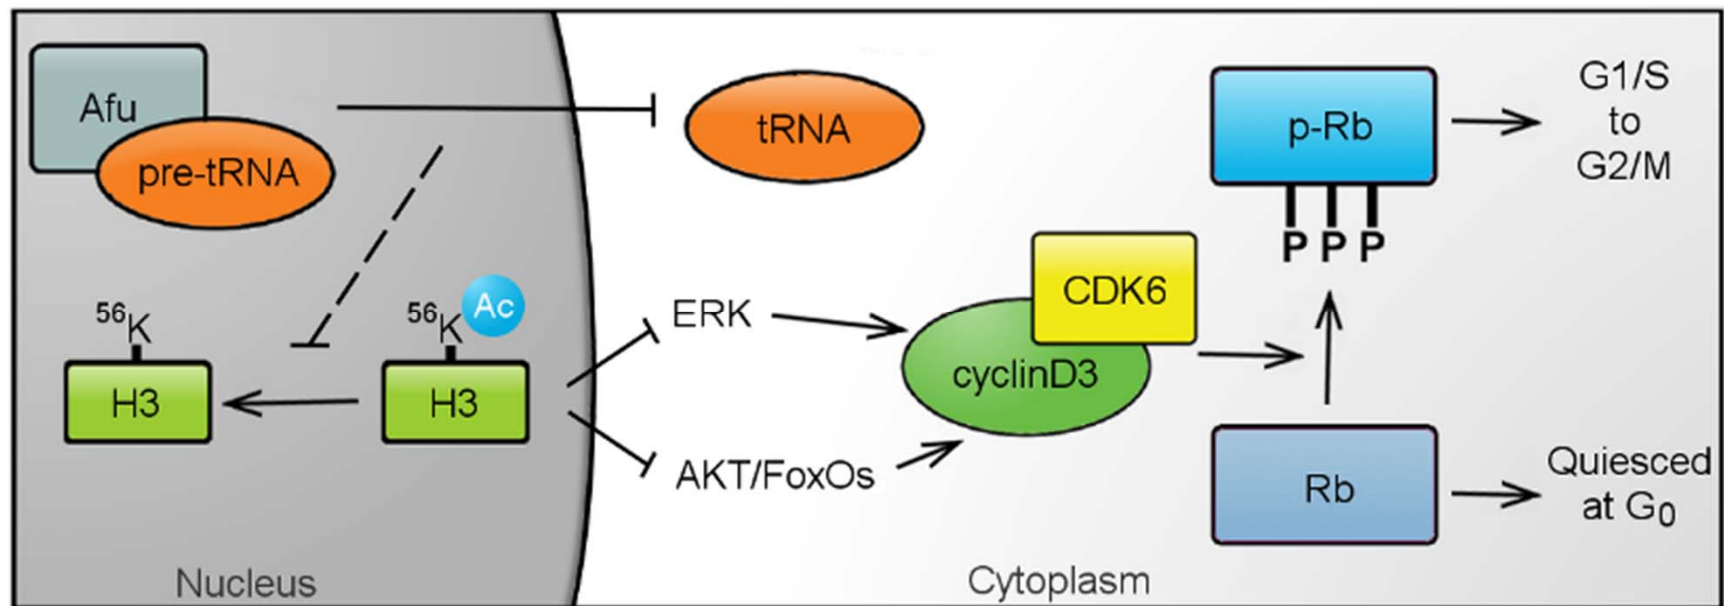 Afu
pre-tRNA
tRNA
p-Rb
P P P
G1/S
to
G2/M
56K
H3
56K
Ac
H3
ERK
AKT/FoxOs
CDK6
cyclinD3
Rb
Quiesced
at G0
Nucleus
Cytoplasm